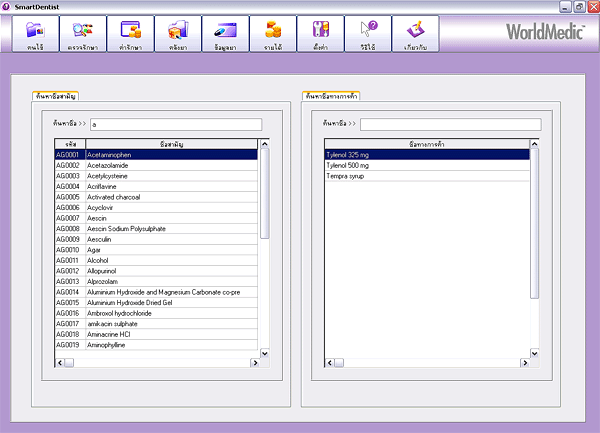 SmartDentist
คนไข้ ตรวจรักษา ค่ารักษา คลังยา ข้อมูลยา รายได้ ตั้งค่า วิธีใช้ เกี่ยวกับ WorldMedic™
ค้นหาชื่อสามัญ
ค้นหาชื่อ >> a
รหัส ชื่อสามัญ
AG0001 Acetaminophen
AG0002 Acetazolamide
AG0003 Acetylcysteine
AG0004 Acriflavine
AG0005 Activated charcoal
AG0006 Acyclovir
AG0007 Aescin
AG0008 Aescin Sodium Polysulphate
AG0009 Aesculin
AG0010 Agar
AG0011 Alcohol
AG0012 Allopurinol
AG0013 Alprozolam
AG0014 Aluminium Hydroxide and Magnesium Carbonate co-pre
AG0015 Aluminium Hydroxide Dried Gel
AG0016 Ambroxol hydrochloride
AG0017 amikacin sulphate
AG0018 Aminacrine HCl
AG0019 Aminophylline
ค้นหาชื่อทางการค้า
ค้นหาชื่อ >>
ชื่อทางการค้า
Tylenol 325 mg
Tylenol 500 mg
Tempra syrup